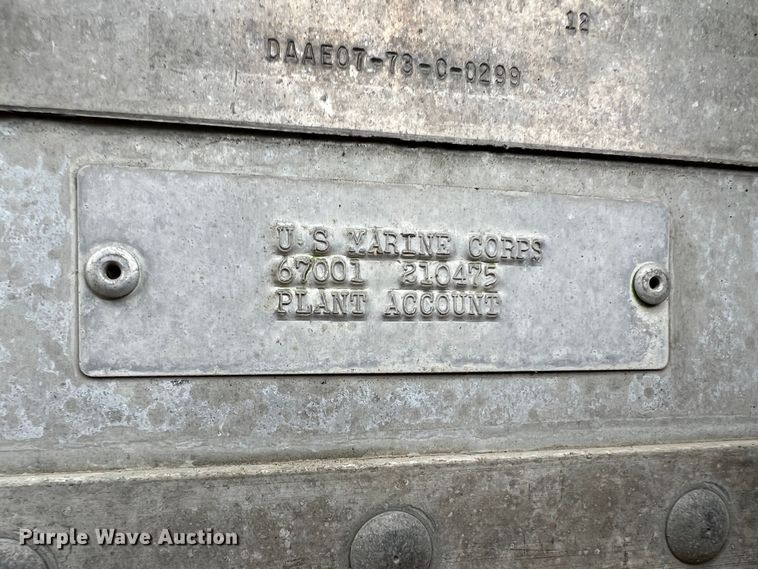 12
DAAE07-73-C-0299
U S MARINE CORPS
67001 210475
PLANT ACCOUNT
Purple Wave Auction